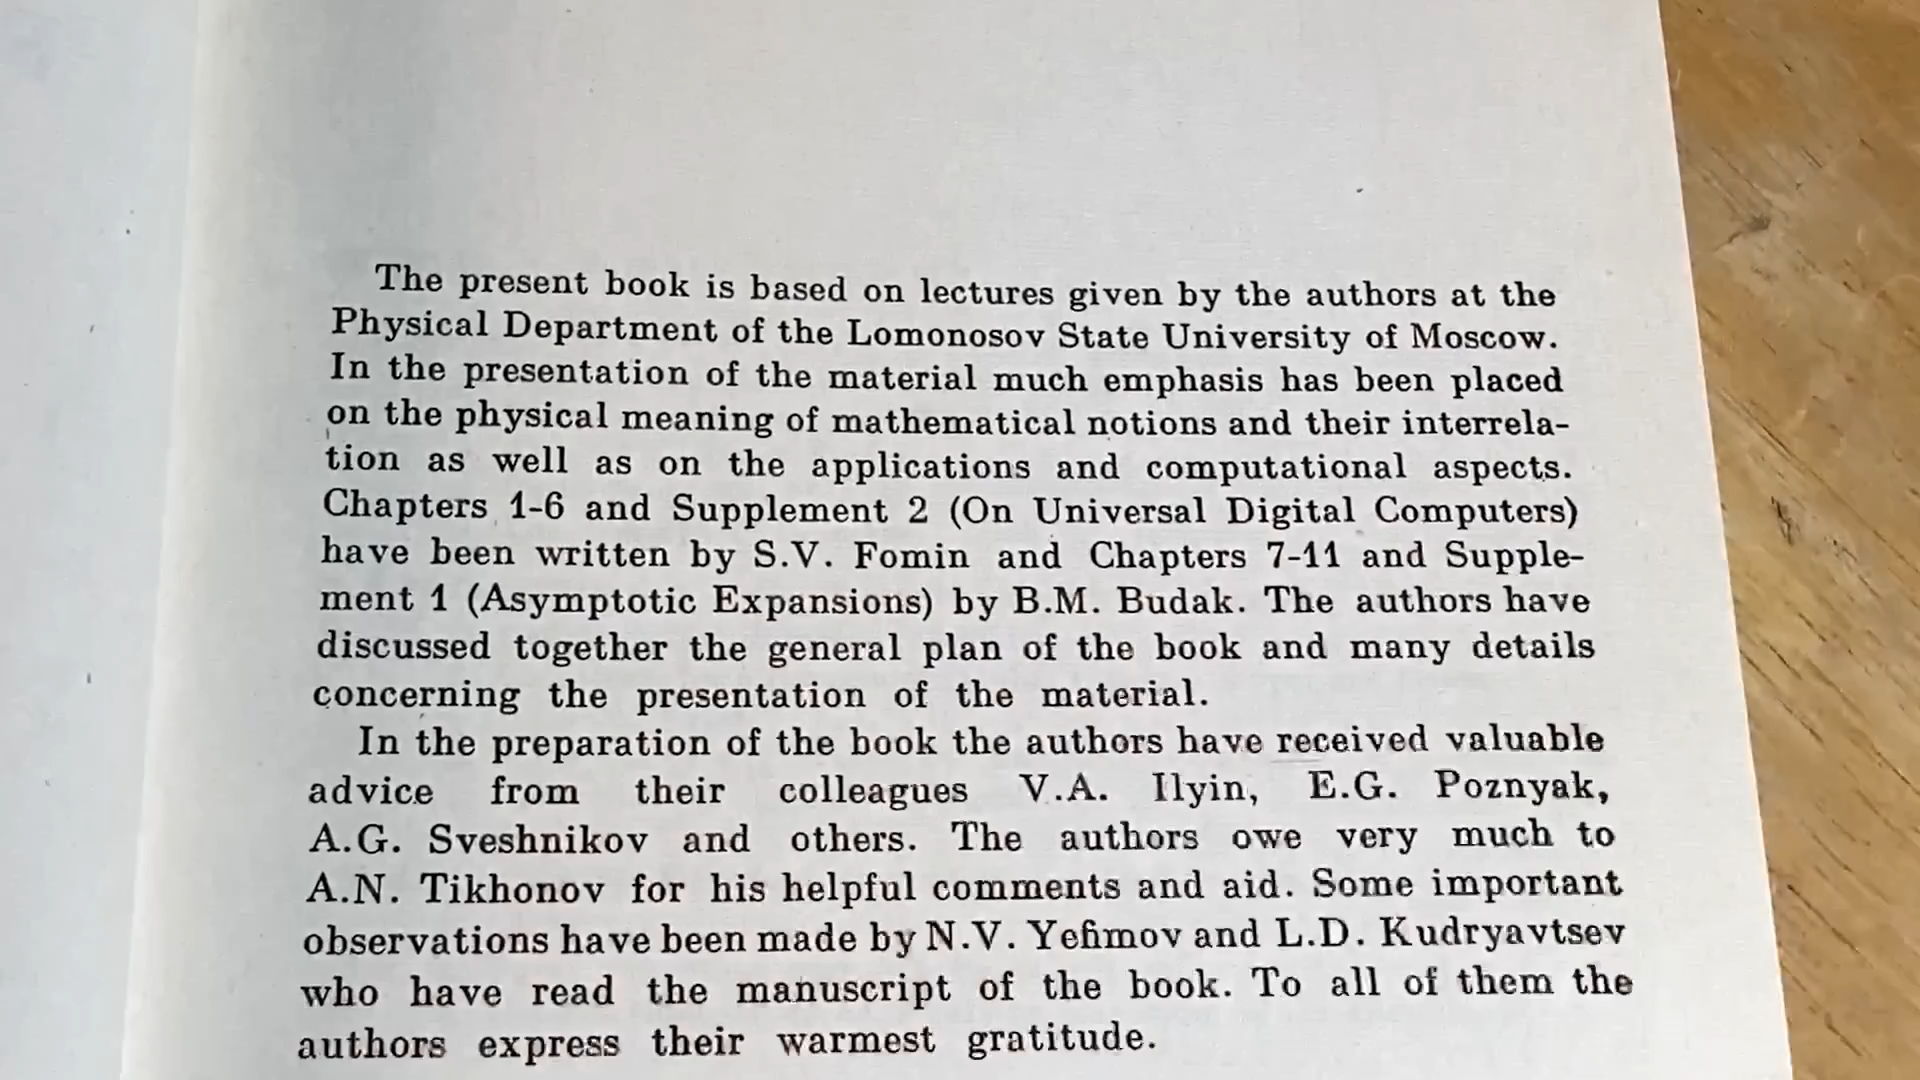 The present book is based on lectures given by the authors at the
Physical Department of the Lomonosov State University of Moscow.
In the presentation of the material much emphasis has been placed
on the physical meaning of mathematical notions and their interrela-
tion as well as on the applications and computational aspects.
Chapters 1-6 and Supplement 2 (On Universal Digital Computers)
have been written by S.V. Fomin and Chapters 7-11 and Supple-
ment 1 (Asymptotic Expansions) by B.M. Budak. The authors have
discussed together the general plan of the book and many details
concerning the presentation of the material.
In the preparation of the book the authors have received valuable
advice from their colleagues V.A. Ilyin, E.G. Poznyak,
A.G. Sveshnikov and others. The authors owe very much to
A.N. Tikhonov for his helpful comments and aid. Some important
observations have been made by N.V. Yefimov and L.D. Kudryavtsev
who have read the manuscript of the book. To all of them the
authors express their warmest gratitude.